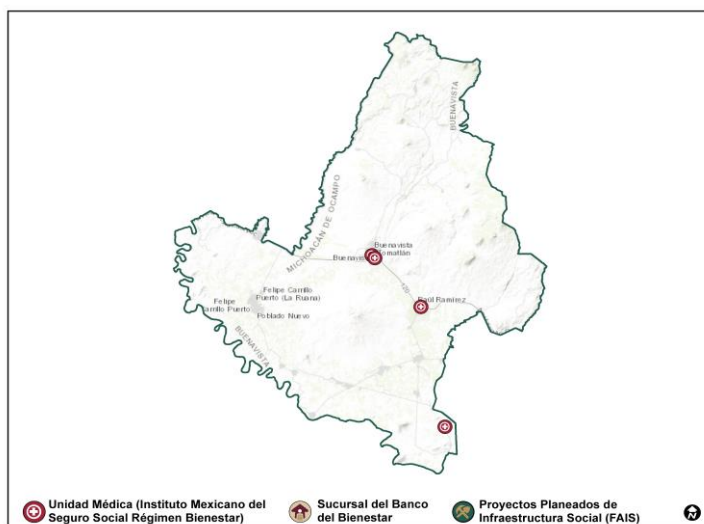 BUENAVISTA
MICHOACÁN DE OCAMPO
Buenavista
Tomatlán
Buenavis
120
Raúl Ramírez
Felipe Carrillo
Puerto (La Ruana)
Felipe
Carrillo Puerto
Poblado Nuevo
BUENAVISTA
Unidad Médica (Instituto Mexicano del
Seguro Social Régimen Bienestar)
Sucursal del Banco
del Bienestar
Proyectos Planeados de
Infraestructura Social (FAIS)
N